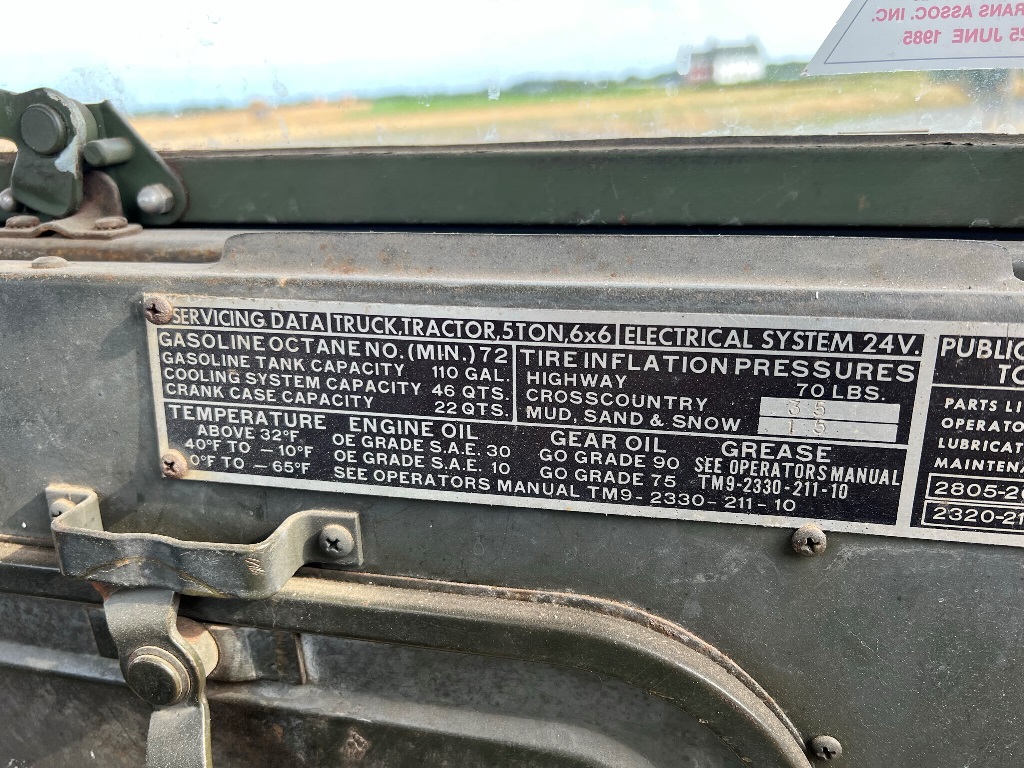 RANS ASSOC. INC.
25 JUNE 1985
SERVICING DATA TRUCK,TRACTOR,5TON,6x6 ELECTRICAL SYSTEM 24V.
GASOLINE OCTANE NO. (MIN.) 72
GASOLINE TANK CAPACITY 110 GAL.
COOLING SYSTEM CAPACITY 46 QTS.
CRANK CASE CAPACITY 22 QTS.
TIRE INFLATION PRESSURES
HIGHWAY 70 LBS.
CROSSCOUNTRY 35
MUD, SAND & SNOW 15
TEMPERATURE ENGINE OIL GEAR OIL GREASE
ABOVE 32°F OE GRADE S.A.E. 30 GO GRADE 90 SEE OPERATORS MANUAL
40°F TO -10°F OE GRADE S.A.E. 10 GO GRADE 75 TM9-2330-211-10
0°F TO -65°F SEE OPERATORS MANUAL TM9-2330-211-10
PUBLIC
TO
PARTS LI
OPERATO
LUBRICAT
MAINTENA
2805-20
2320-21